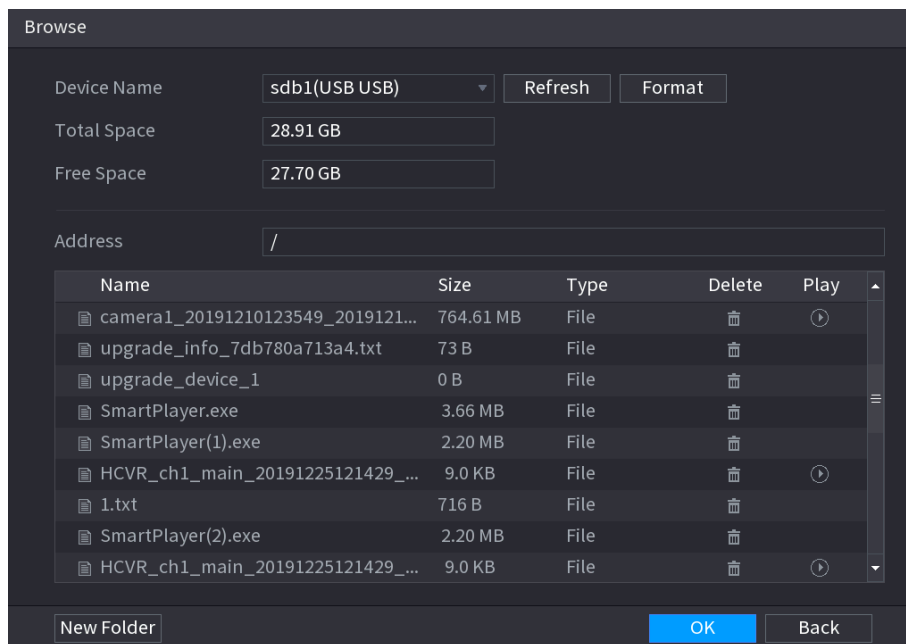 Browse
Device Name sdb1(USB USB) Refresh Format
Total Space 28.91 GB
Free Space 27.70 GB
Address /
Name Size Type Delete Play
camera1_20191210123549_2019121... 764.61 MB File
upgrade_info_7db780a713a4.txt 73 B File
upgrade_device_1 0 B File
SmartPlayer.exe 3.66 MB File
SmartPlayer(1).exe 2.20 MB File
HCVR_ch1_main_20191225121429_... 9.0 KB File
1.txt 716 B File
SmartPlayer(2).exe 2.20 MB File
HCVR_ch1_main_20191225121429_... 9.0 KB File
New Folder OK Back